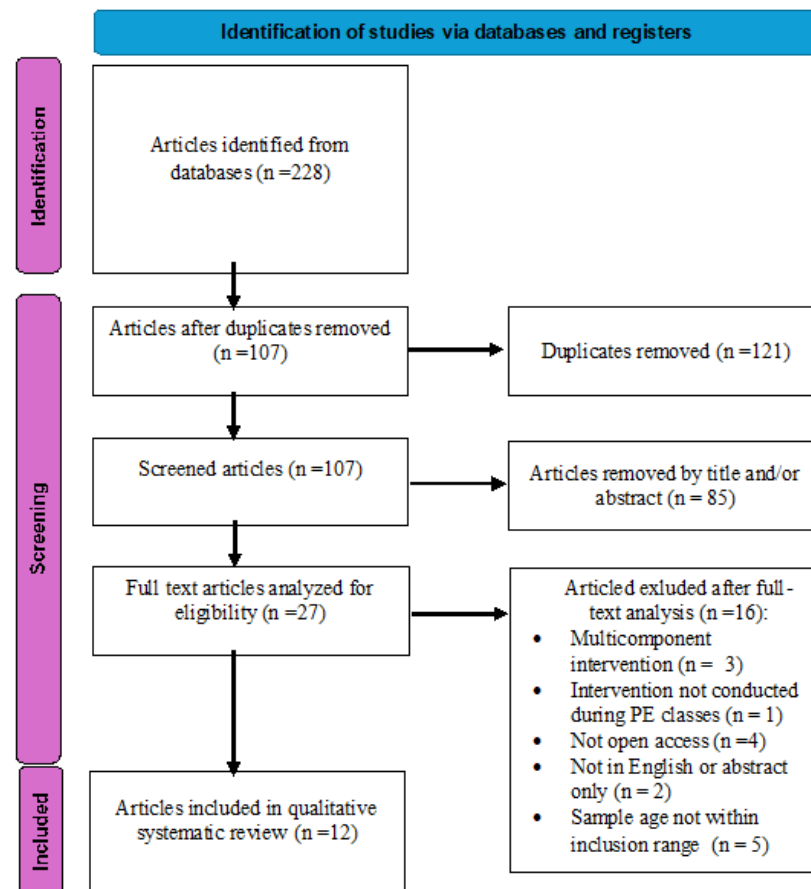 Identification of studies via databases and registers
Identification
Articles identified from
databases (n =228)
Screening
Articles after duplicates removed
(n =107)
Duplicates removed (n =121)
Screened articles (n =107)
Articles removed by title and/or
abstract (n = 85)
Full text articles analyzed for
eligibility (n =27)
Articled exluded after full-
text analysis (n =16):
• Multicomponent
intervention (n = 3)
• Intervention not conducted
during PE classes (n = 1)
• Not open access (n =4)
• Not in English or abstract
only (n = 2)
• Sample age not within
inclusion range (n = 5)
Included
Articles included in qualitative
systematic review (n =12)